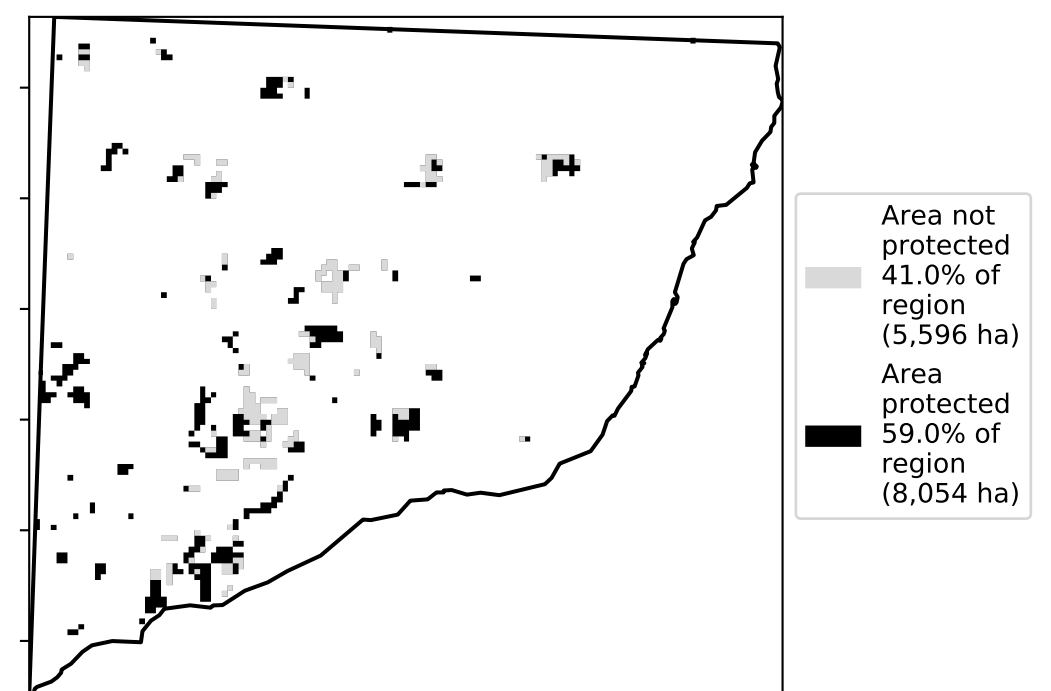 Area not
protected
41.0% of
region
(5,596 ha)
Area
protected
59.0% of
region
(8,054 ha)